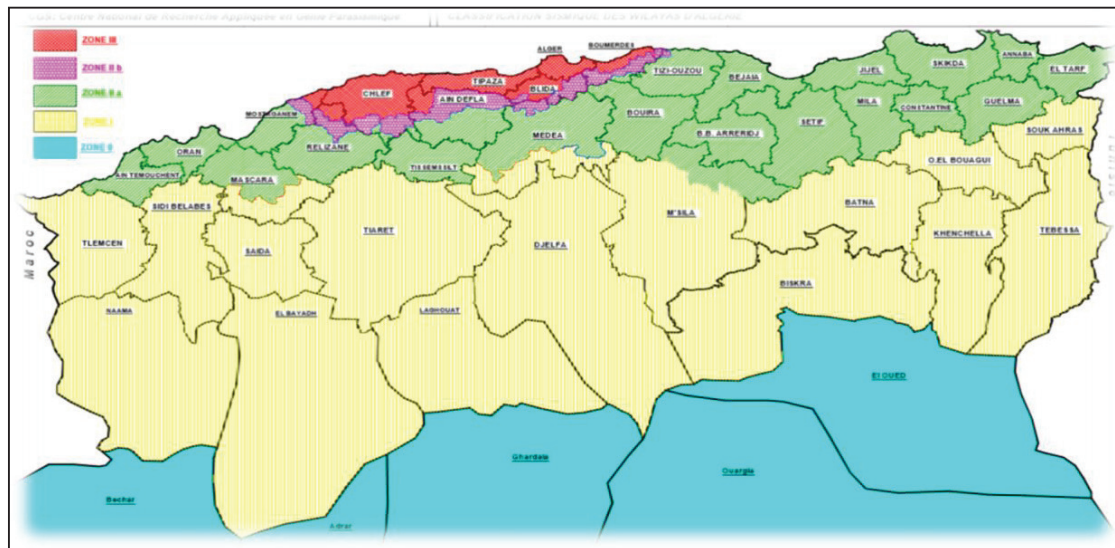 CGS: Centre National de Recherche Appliquée en Génie Parasismique
CLASSIFICATION SISMIQUE DES WILAYAS D'ALGERIE
ZONE III
ZONE II b
ZONE II a
ZONE I
ZONE 0
ALGER
BOUMERDES
ANNABA
SKIKDA
TIZI-OUZOU
BEJAIA
JIJEL
EL TARF
TIPAZA
CHLEF
BLIDA
AIN DEFLA
MOSTAGANEM
BOUIRA
MILA
CONSTANTINE
GUELMA
SETIF
SOUK AHRAS
ORAN
RELIZANE
MEDEA
B.B. ARRERIDJ
AIN TEMOUCHENT
MASCARA
TISSEMSSLT
O.EL BOUAGUI
Tunisie
SIDI BELABES
M'SILA
BATNA
Maroc
TLEMCEN
SAIDA
TIARET
DJELFA
KHENCHELLA
TEBESSA
BISKRA
NAAMA
EL BAYADH
LAGHOUAT
El OUED
Ghardaia
Ouargla
Bechar
Adrar